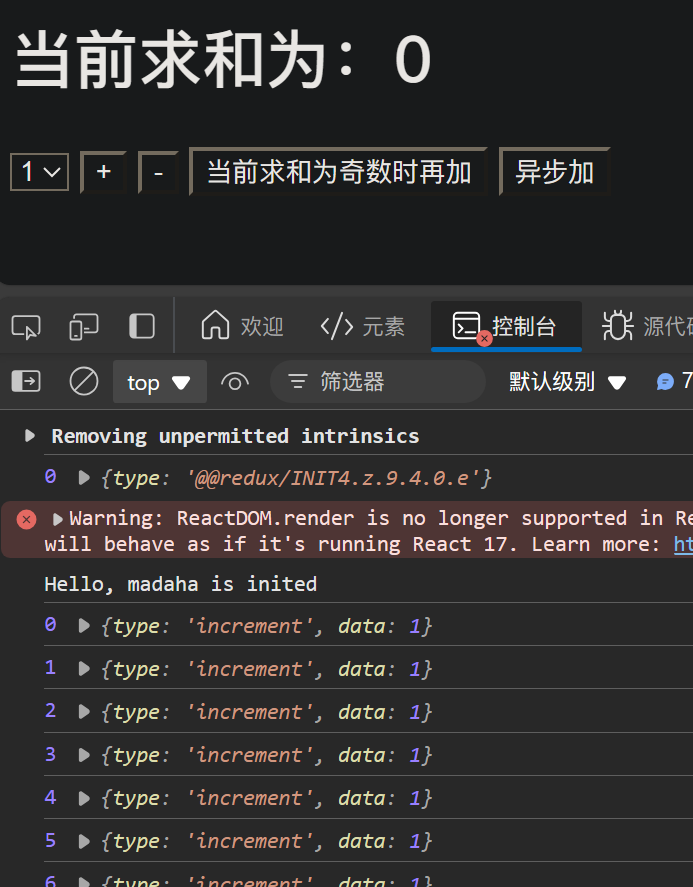 当前求和为：0
1 + - 当前求和为奇数时再加 异步加
欢迎 </> 元素 控制台 源代码
top 筛选器 默认级别 7
Removing unpermitted intrinsics
0 {type: '@@redux/INIT4.z.9.4.0.e'}
Warning: ReactDOM.render is no longer supported in Re
will behave as if it's running React 17. Learn more: ht
Hello, madaha is inited
0 {type: 'increment', data: 1}
1 {type: 'increment', data: 1}
2 {type: 'increment', data: 1}
3 {type: 'increment', data: 1}
4 {type: 'increment', data: 1}
5 {type: 'increment', data: 1}
6 {type: 'increment', data: 1}